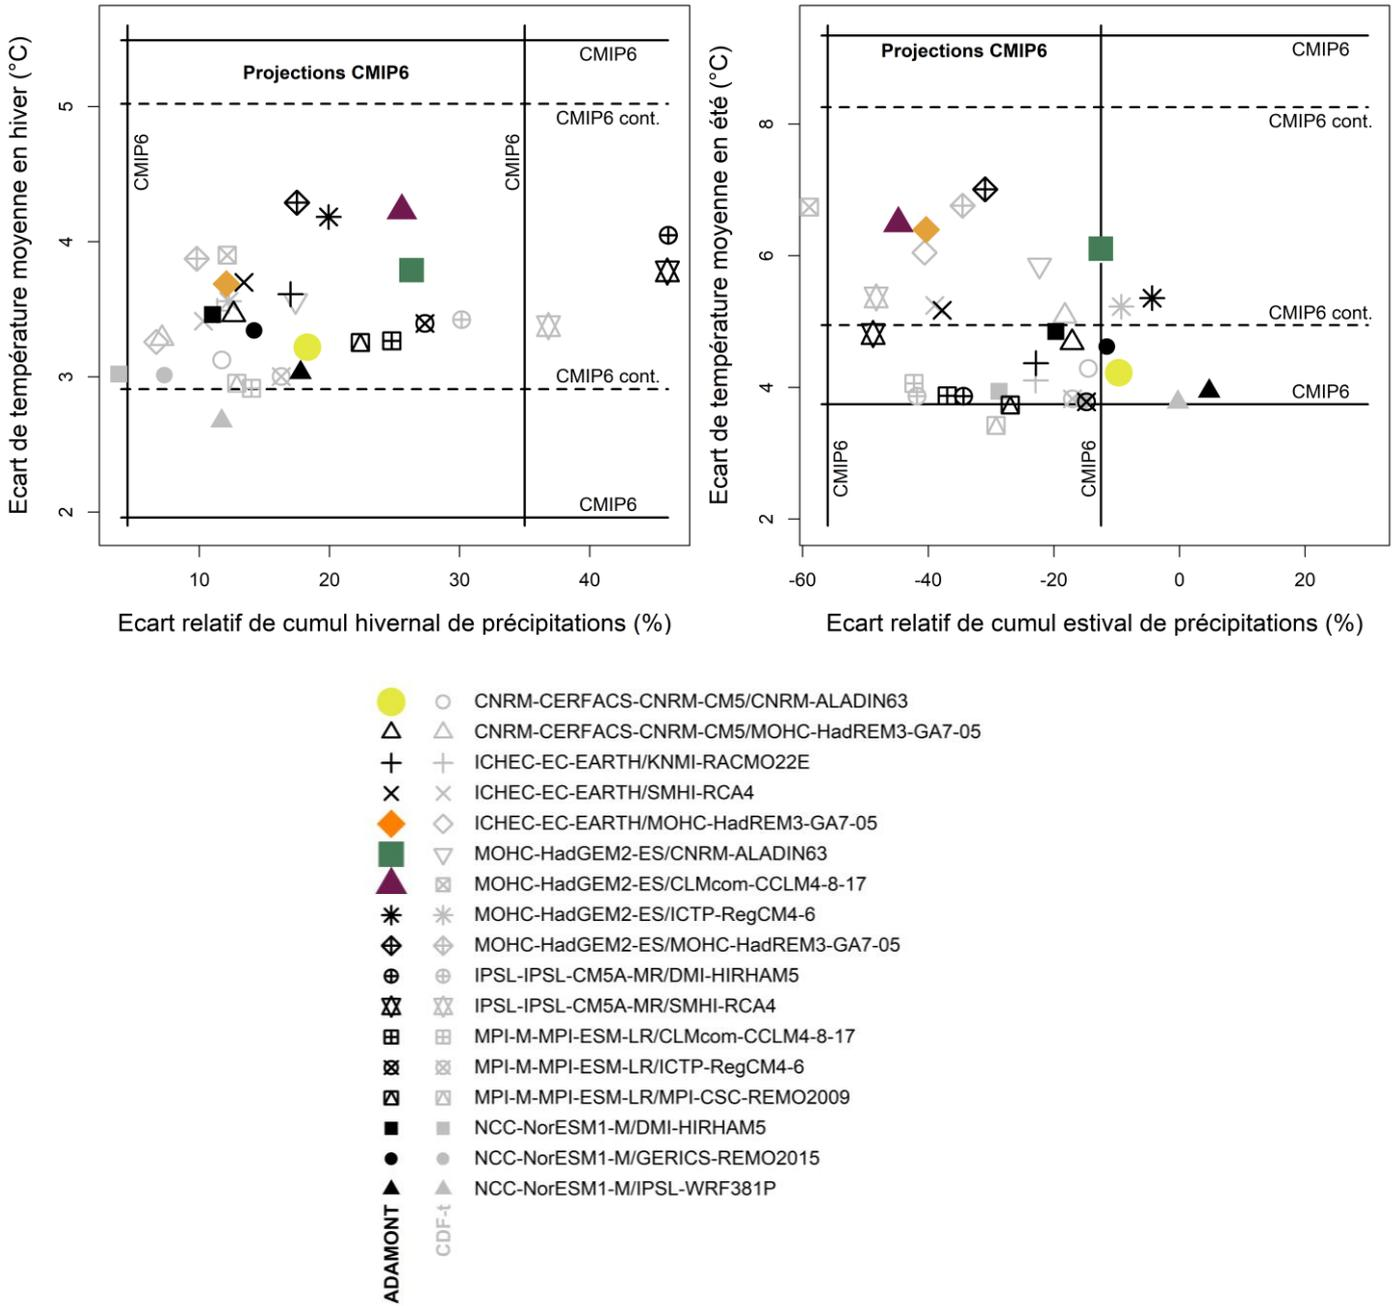 Ecart de température moyenne en hiver (°C)
5
4
3
2
CMIP6
Projections CMIP6
CMIP6 cont.
CMIP6
CMIP6
CMIP6 cont.
CMIP6
10
20
30
40
Ecart relatif de cumul hivernal de précipitations (%)
Ecart de température moyenne en été (°C)
8
6
4
2
Projections CMIP6
CMIP6
CMIP6 cont.
CMIP6 cont.
CMIP6
CMIP6
CMIP6
-60
-40
-20
0
20
Ecart relatif de cumul estival de précipitations (%)
CNRM-CERFACS-CNRM-CM5/CNRM-ALADIN63
CNRM-CERFACS-CNRM-CM5/MOHC-HadREM3-GA7-05
ICHEC-EC-EARTH/KNMI-RACMO22E
ICHEC-EC-EARTH/SMHI-RCA4
ICHEC-EC-EARTH/MOHC-HadREM3-GA7-05
MOHC-HadGEM2-ES/CNRM-ALADIN63
MOHC-HadGEM2-ES/CLMcom-CCLM4-8-17
MOHC-HadGEM2-ES/ICTP-RegCM4-6
MOHC-HadGEM2-ES/MOHC-HadREM3-GA7-05
IPSL-IPSL-CM5A-MR/DMI-HIRHAM5
IPSL-IPSL-CM5A-MR/SMHI-RCA4
MPI-M-MPI-ESM-LR/CLMcom-CCLM4-8-17
MPI-M-MPI-ESM-LR/ICTP-RegCM4-6
MPI-M-MPI-ESM-LR/MPI-CSC-REMO2009
NCC-NorESM1-M/DMI-HIRHAM5
NCC-NorESM1-M/GERICS-REMO2015
NCC-NorESM1-M/IPSL-WRF381P
ADAMONT
CDF-t